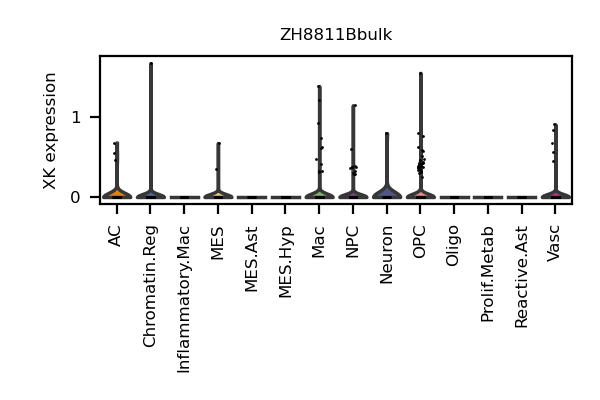 ZH8811Bbulk
XK expression
1
0
AC
Chromatin.Reg
Inflammatory.Mac
MES
MES.Ast
MES.Hyp
Mac
NPC
Neuron
OPC
Oligo
Prolif.Metab
Reactive.Ast
Vasc